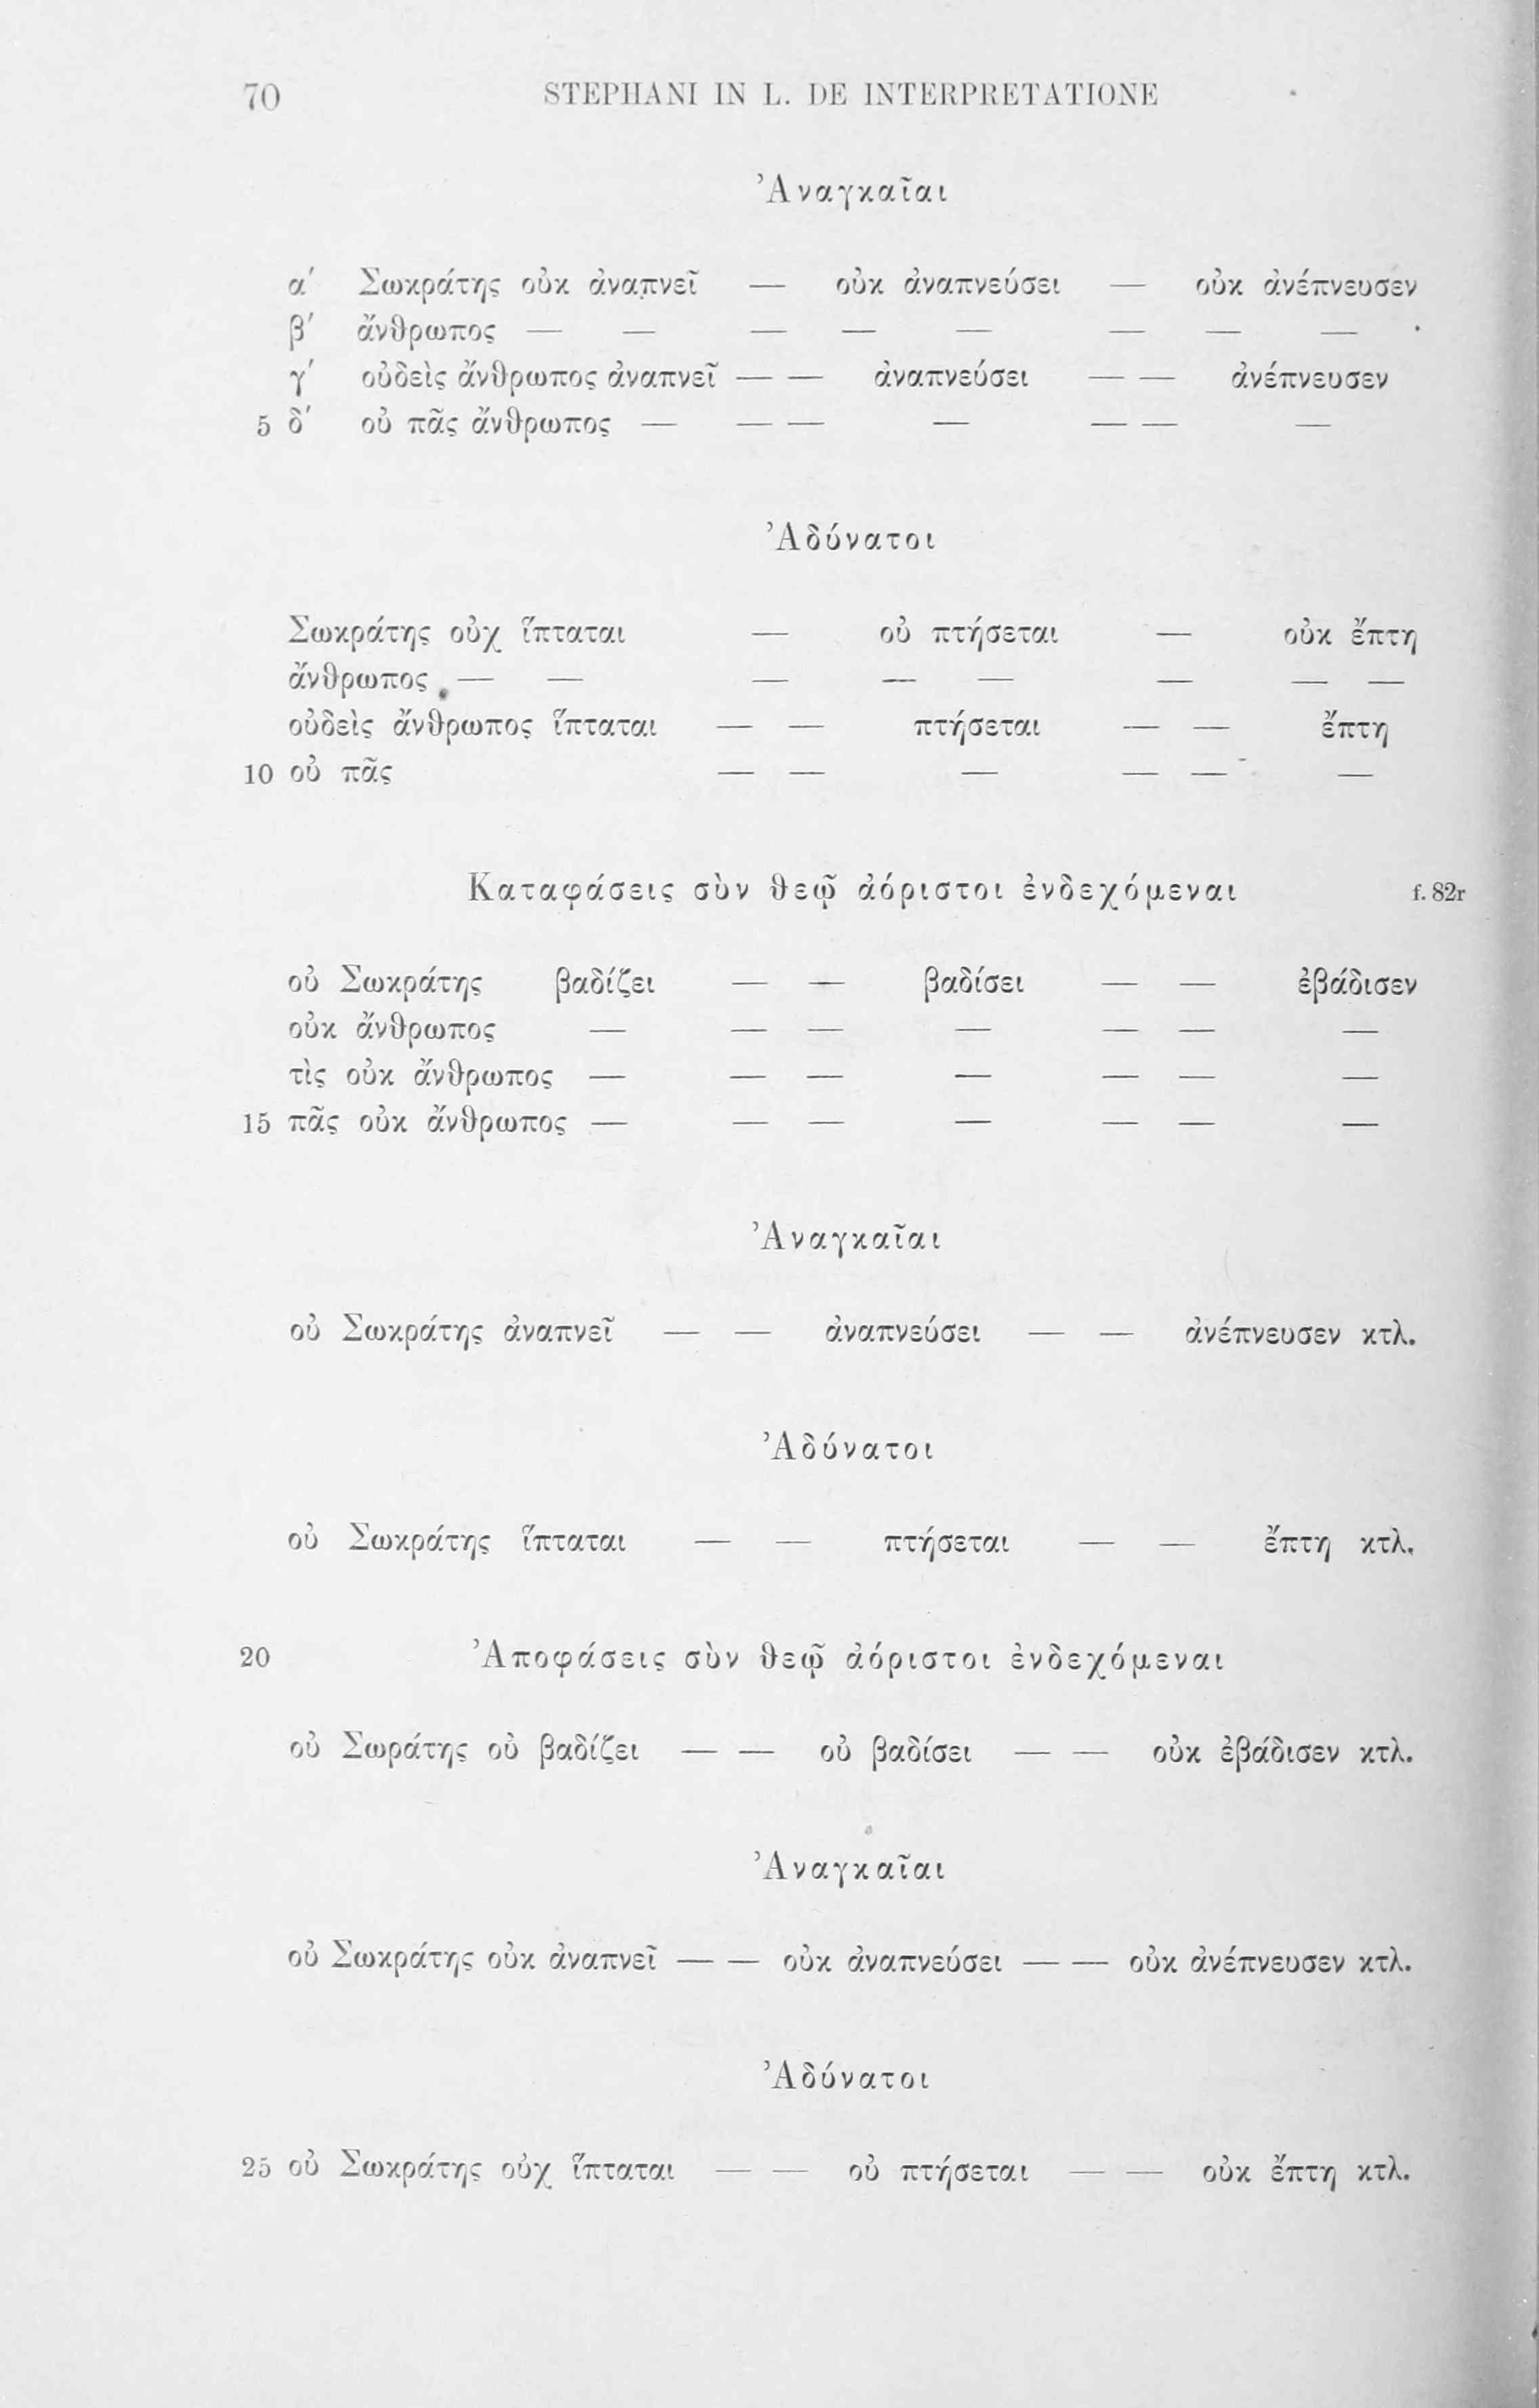 70 STEPHANI IN L. DE INTERPRETATIONE
Ἀναγκαῖαι
α′ Σωκράτης οὐκ ἀναπνεῖ — οὐκ ἀναπνεύσει — οὐκ ἀνέπνευσεν
β′ ἄνθρωπος — — — — — — — —
γ′ οὐδεὶς ἄνθρωπος ἀναπνεῖ — — ἀναπνεύσει — — ἀνέπνευσεν
5 δ′ οὐ πᾶς ἄνθρωπος — — — — — — —
Ἀδύνατοι
Σωκράτης οὐχ ἵπταται — οὐ πτήσεται — οὐκ ἔπτη
ἄνθρωπος — — — — — — — —
οὐδεὶς ἄνθρωπος ἵπταται — — πτήσεται — — ἔπτη
10 οὐ πᾶς — — — — — —
Καταφάσεις σὺν θεῷ ἀόριστοι ἐνδεχόμεναι f. 82r
οὐ Σωκράτης βαδίζει — — βαδίσει — — ἐβάδισεν
οὐκ ἄνθρωπος — — — — — — —
τὶς οὐκ ἄνθρωπος — — — — — — —
15 πᾶς οὐκ ἄνθρωπος — — — — — — —
Ἀναγκαῖαι
οὐ Σωκράτης ἀναπνεῖ — — ἀναπνεύσει — — ἀνέπνευσεν κτλ.
Ἀδύνατοι
οὐ Σωκράτης ἵπταται — — πτήσεται — — ἔπτη κτλ.
20 Ἀποφάσεις σὺν θεῷ ἀόριστοι ἐνδεχόμεναι
οὐ Σωράτης οὐ βαδίζει — — οὐ βαδίσει — — οὐκ ἐβάδισεν κτλ.
Ἀναγκαῖαι
οὐ Σωκράτης οὐκ ἀναπνεῖ — — οὐκ ἀναπνεύσει — — οὐκ ἀνέπνευσεν κτλ.
Ἀδύνατοι
25 οὐ Σωκράτης οὐχ ἵπταται — — οὐ πτήσεται — — οὐκ ἔπτη κτλ.